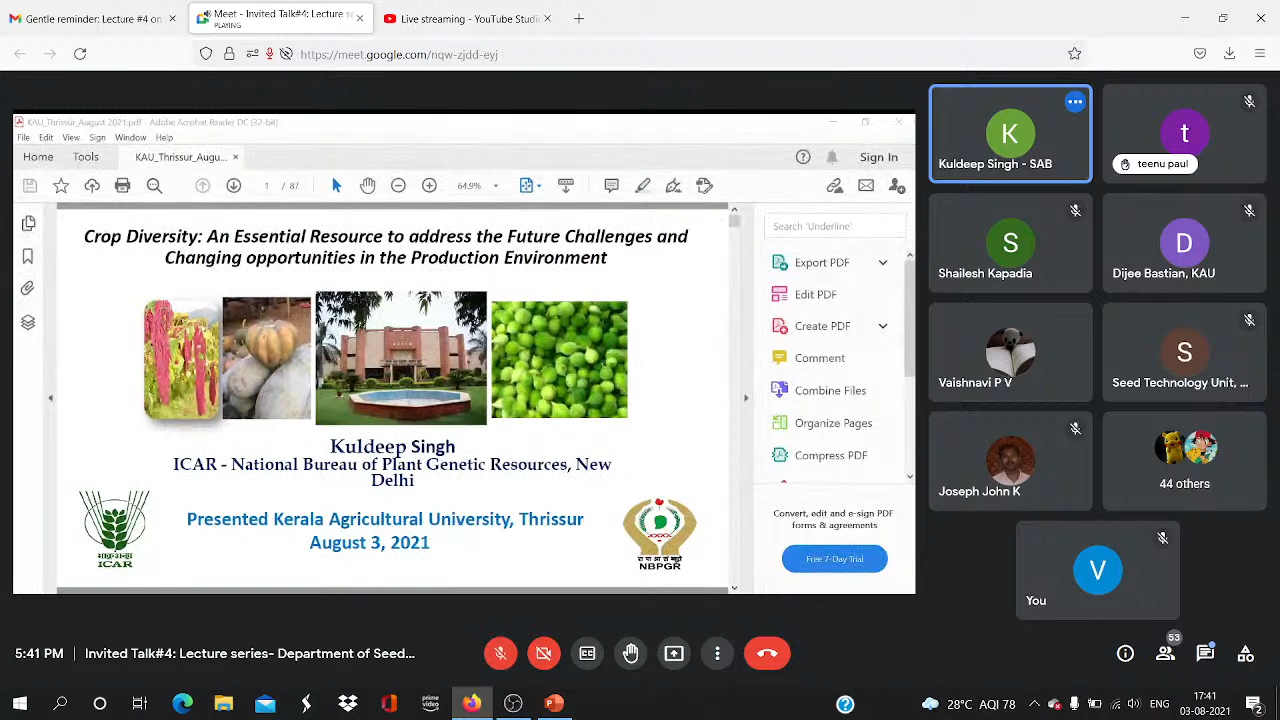 Gentle reminder: Lecture #4 on
Meet - Invited Talk#4: Lecture se
PLAYING
Live streaming - YouTube Studio
https://meet.google.com/nqw-zjdd-eyj
KAU_Thrissur_August 2021.pdf - Adobe Acrobat Reader DC (32-bit)
File Edit View Sign Window Help
Home Tools KAU_Thrissur_Augu...
Sign In
1 / 87
64.9%
Crop Diversity: An Essential Resource to address the Future Challenges and
Changing opportunities in the Production Environment
Kuldeep Singh
ICAR - National Bureau of Plant Genetic Resources, New
Delhi
Presented Kerala Agricultural University, Thrissur
August 3, 2021
ICAR
NBPGR
Search 'Underline'
Export PDF
Edit PDF
Create PDF
Comment
Combine Files
Organize Pages
Compress PDF
Convert, edit and e-sign PDF
forms & agreements
Free 7-Day Trial
K
Kuldeep Singh - SAB
t
teenu paul
S
Shailesh Kapadia
D
Dijee Bastian, KAU
Vaishnavi P V
S
Seed Technology Unit, ...
Joseph John K
44 others
V
You
5:41 PM | Invited Talk#4: Lecture series- Department of Seed...
53
prime video
28°C AQI 78
ENG
17:41
03-08-2021
2